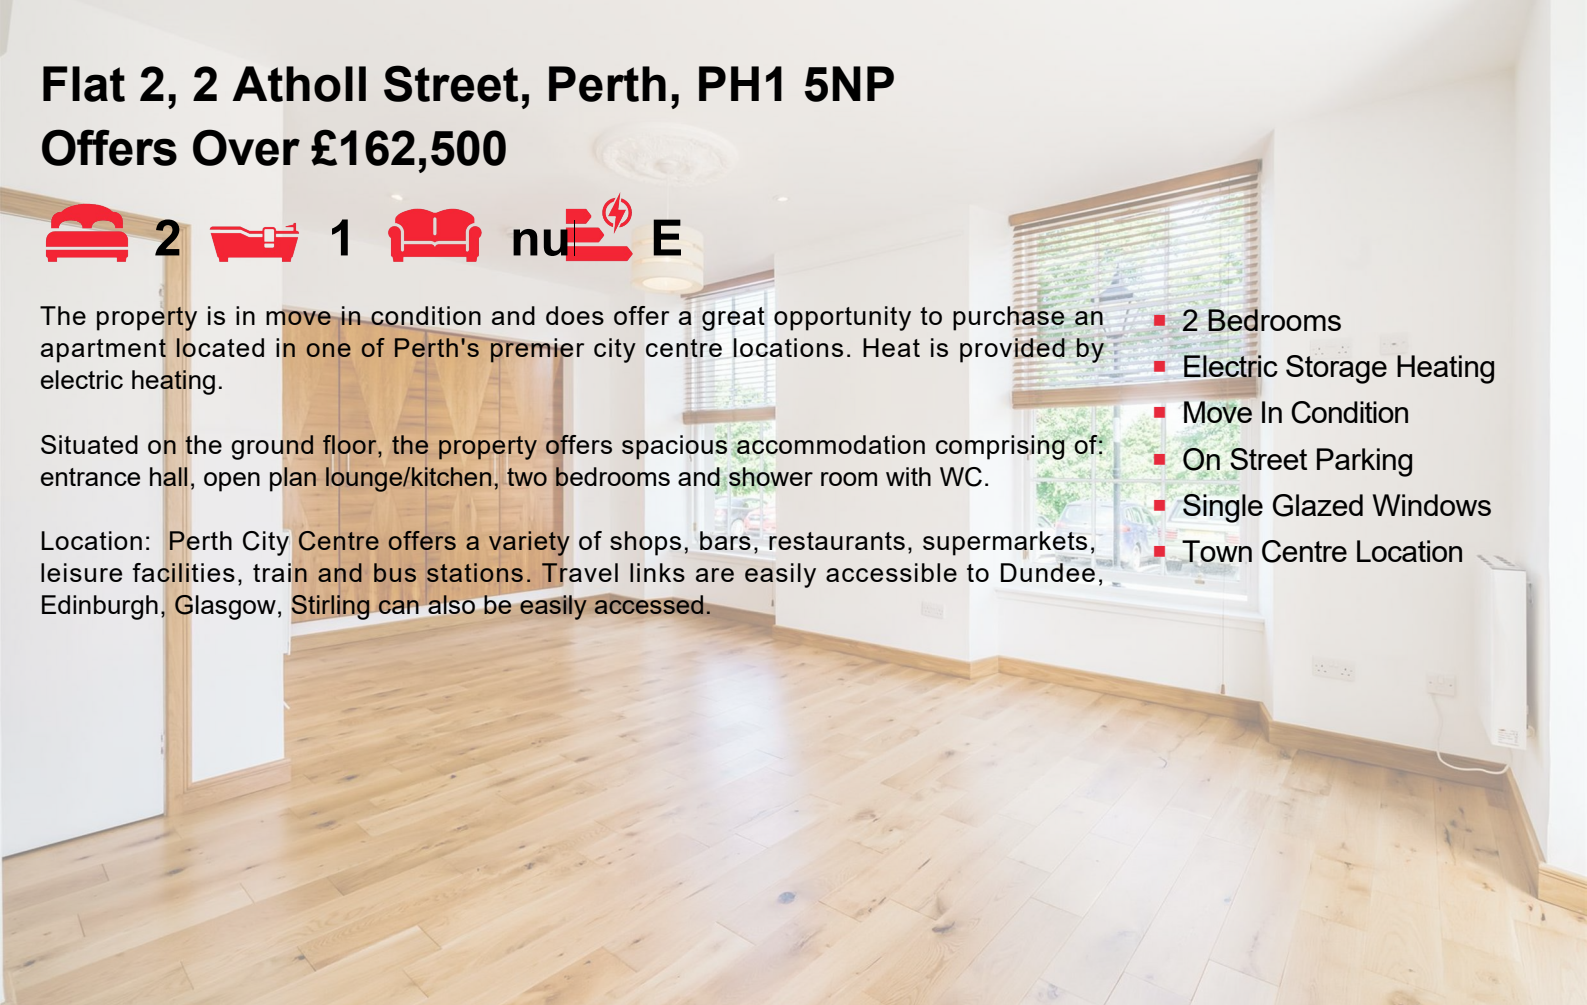 Flat 2, 2 Atholl Street, Perth, PH1 5NP
Offers Over £162,500
2 1 nu E
The property is in move in condition and does offer a great opportunity to purchase an
apartment located in one of Perth's premier city centre locations. Heat is provided by
electric heating.
Situated on the ground floor, the property offers spacious accommodation comprising of:
entrance hall, open plan lounge/kitchen, two bedrooms and shower room with WC.
Location: Perth City Centre offers a variety of shops, bars, restaurants, supermarkets,
leisure facilities, train and bus stations. Travel links are easily accessible to Dundee,
Edinburgh, Glasgow, Stirling can also be easily accessed.
2 Bedrooms
Electric Storage Heating
Move In Condition
On Street Parking
Single Glazed Windows
Town Centre Location